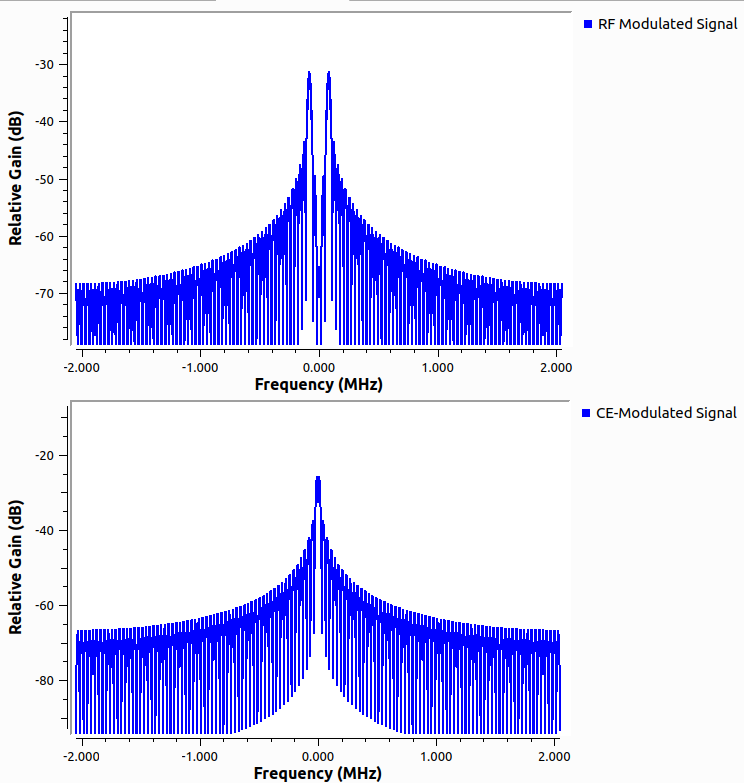 RF Modulated Signal
-30
-40
-50
-60
-70
Relative Gain (dB)
-2.000 -1.000 0.000 1.000 2.000
Frequency (MHz)
CE-Modulated Signal
-20
-40
-60
-80
Relative Gain (dB)
-2.000 -1.000 0.000 1.000 2.000
Frequency (MHz)